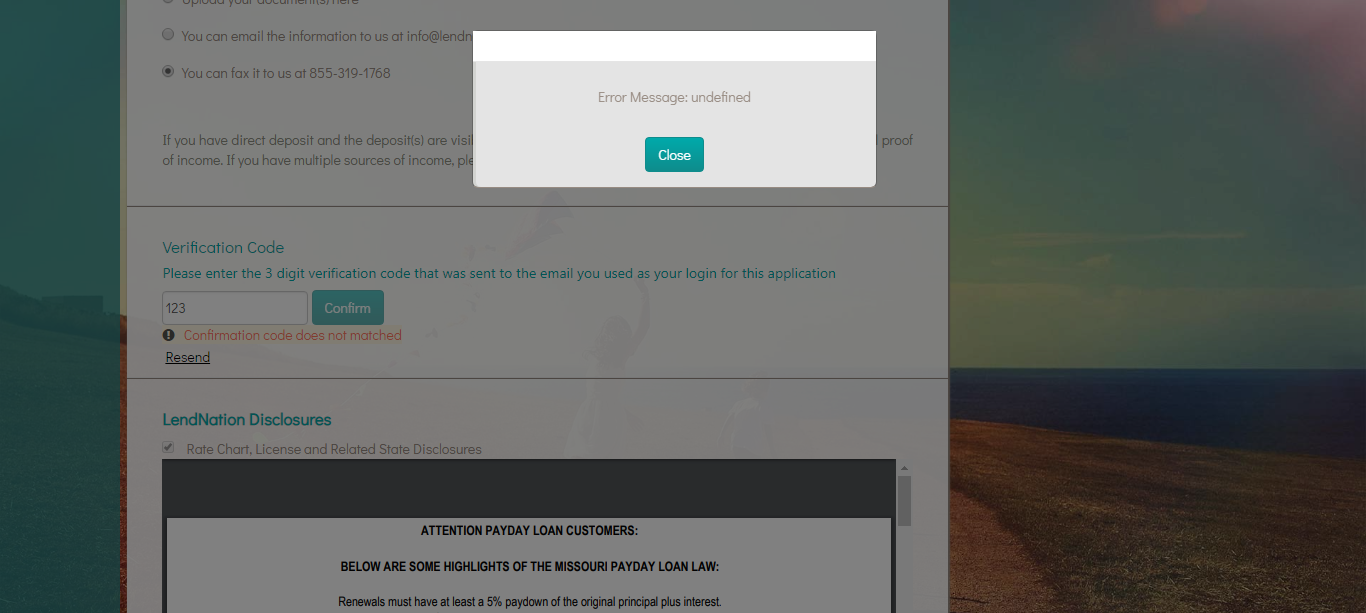 Upload your document(s) here
You can email the information to us at info@lendn
You can fax it to us at 855-319-1768
Error Message: undefined
Close
If you have direct deposit and the deposit(s) are visi
proof
of income. If you have multiple sources of income, ple
Verification Code
Please enter the 3 digit verification code that was sent to the email you used as your login for this application
123
Confirm
Confirmation code does not matched
Resend
LendNation Disclosures
Rate Chart, License and Related State Disclosures
ATTENTION PAYDAY LOAN CUSTOMERS:
BELOW ARE SOME HIGHLIGHTS OF THE MISSOURI PAYDAY LOAN LAW:
Renewals must have at least a 5% paydown of the original principal plus interest.